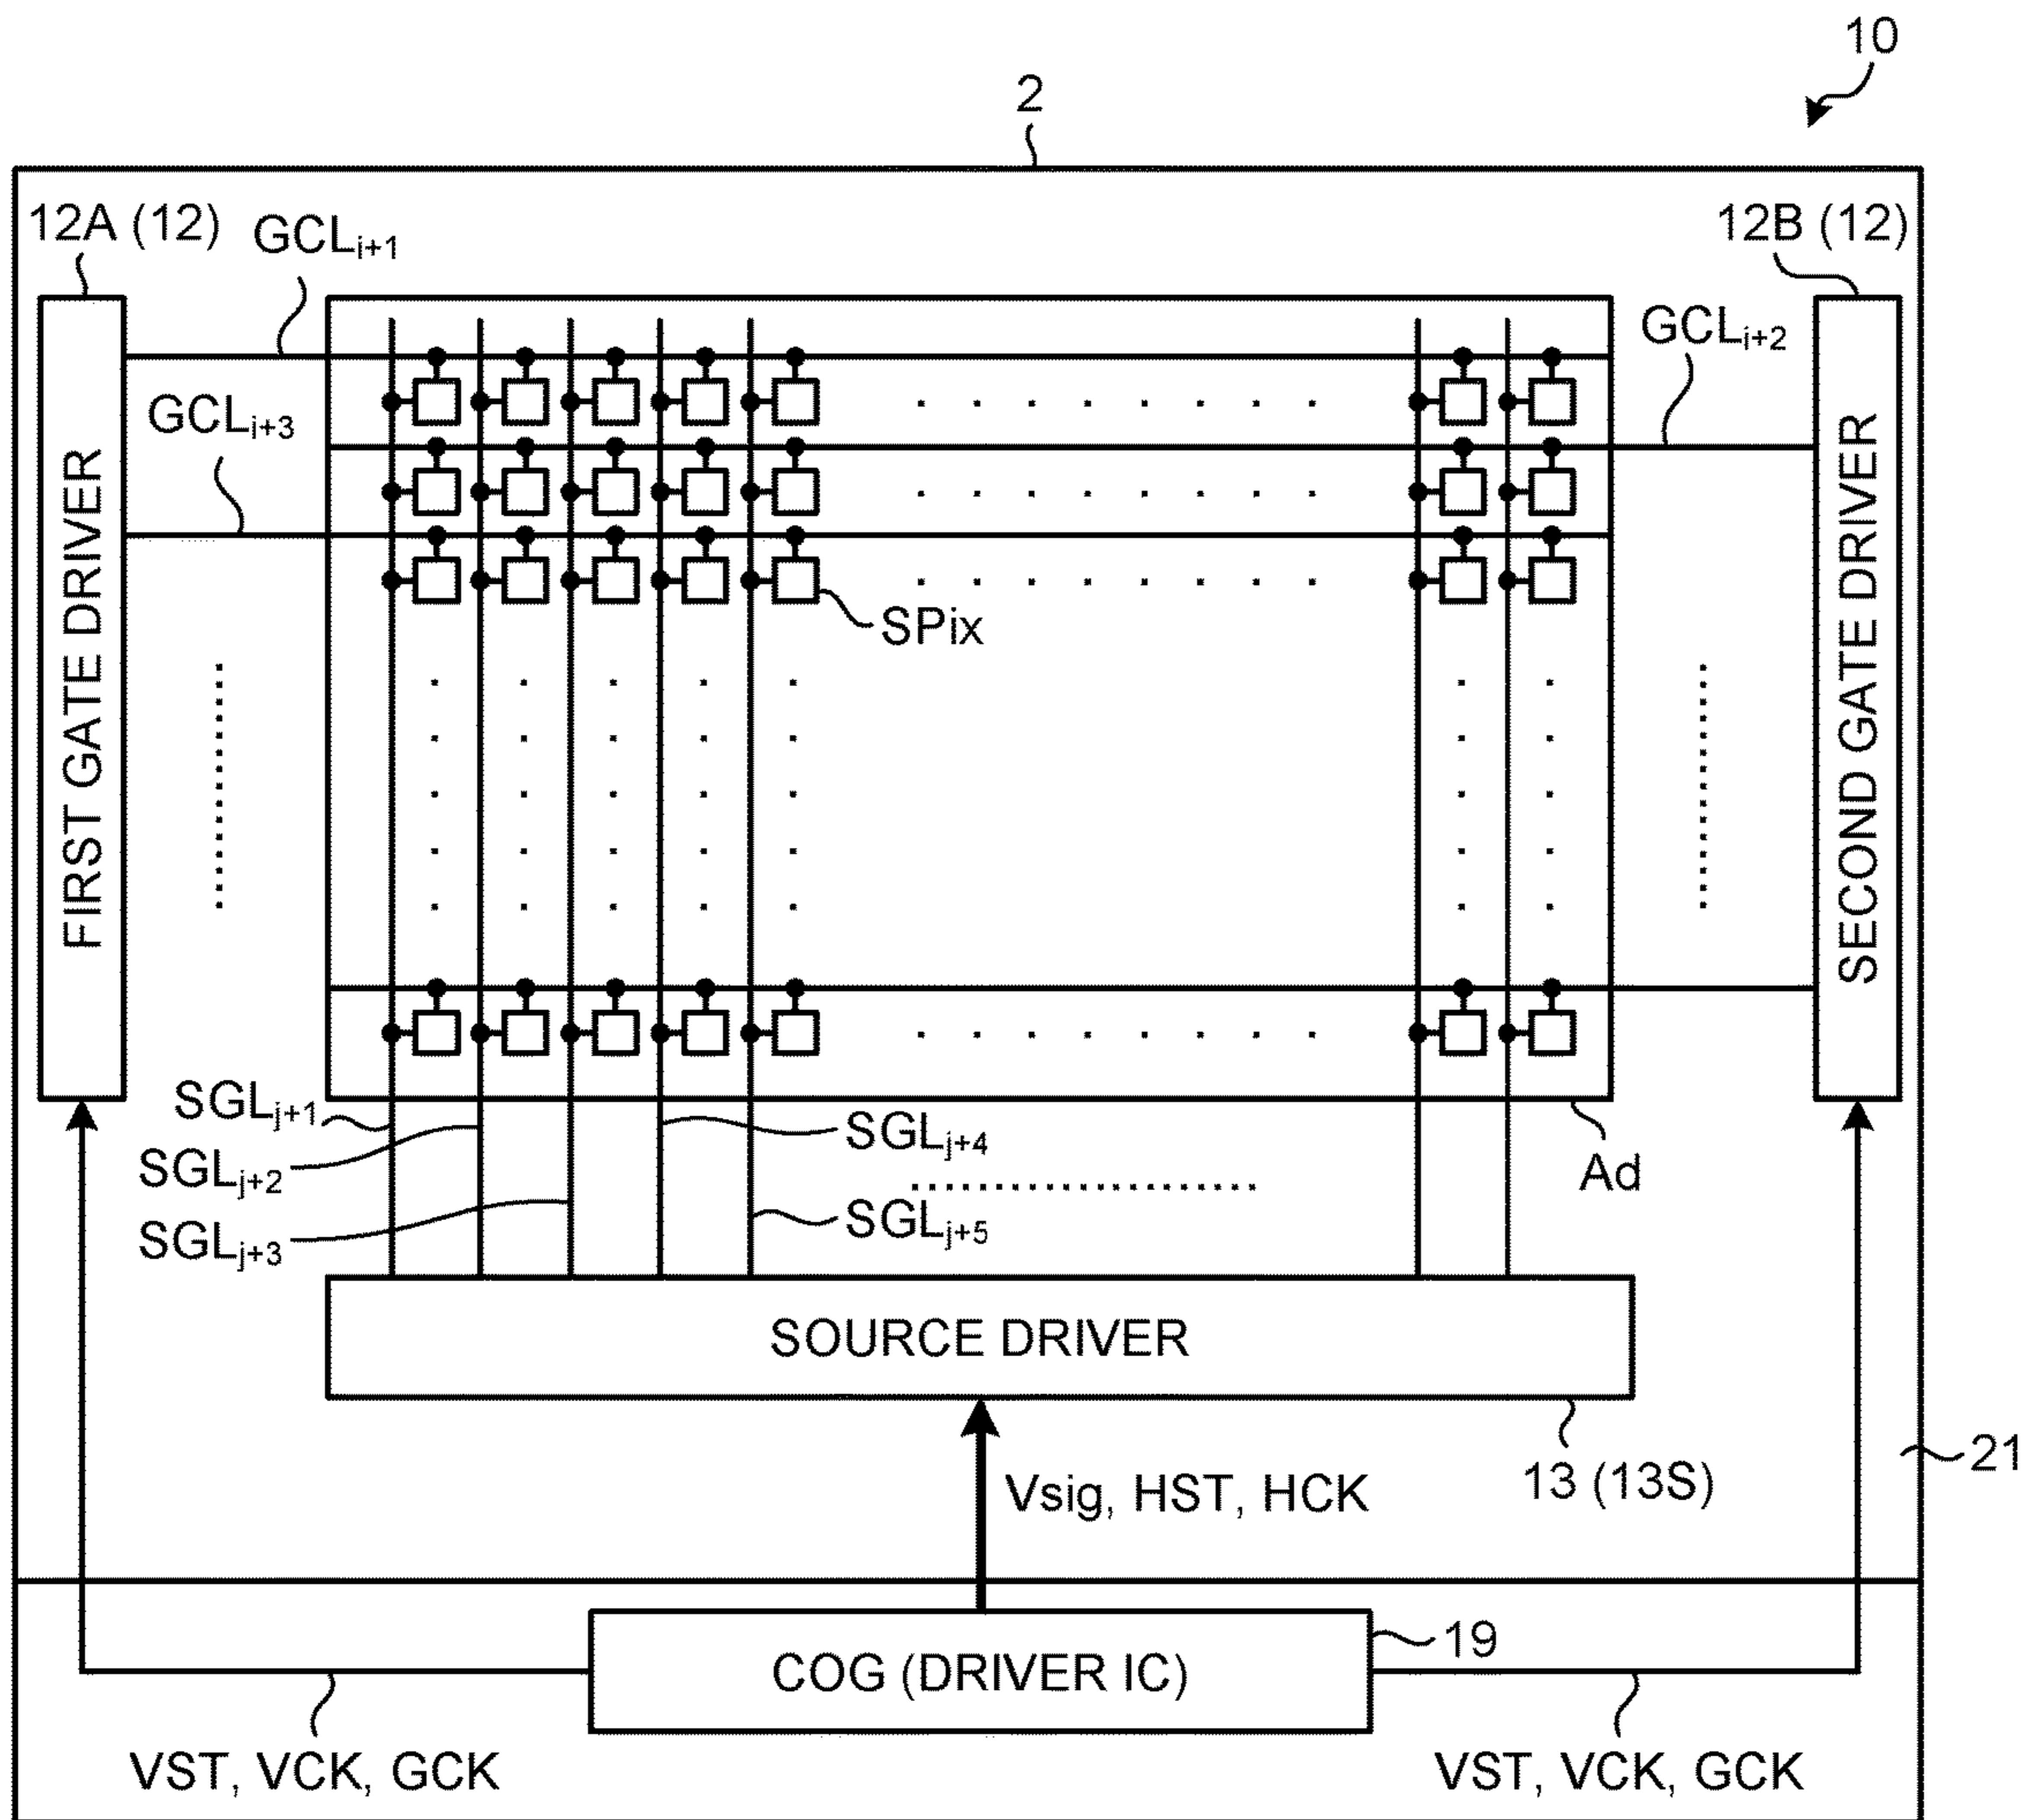 10
2
12A (12)
GCLi+1
12B (12)
GCLi+2
GCLi+3
FIRST GATE DRIVER
SECOND GATE DRIVER
SPix
SGLj+1
SGLj+2
SGLj+3
SGLj+4
SGLj+5
Ad
SOURCE DRIVER
13 (13S)
21
Vsig, HST, HCK
COG (DRIVER IC)
19
VST, VCK, GCK
VST, VCK, GCK